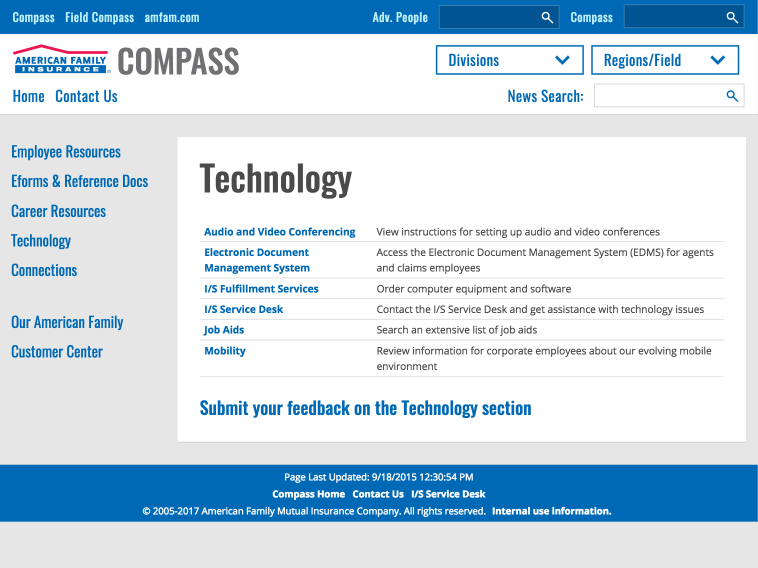 Compass Field Compass amfam.com Adv. People Compass
AMERICAN FAMILY
INSURANCE
COMPASS
Divisions Regions/Field
Home Contact Us News Search:
Employee Resources
Eforms & Reference Docs
Career Resources
Technology
Connections
Our American Family
Customer Center
Technology
Audio and Video Conferencing View instructions for setting up audio and video conferences
Electronic Document Access the Electronic Document Management System (EDMS) for agents
Management System and claims employees
I/S Fulfillment Services Order computer equipment and software
I/S Service Desk Contact the I/S Service Desk and get assistance with technology issues
Job Aids Search an extensive list of job aids
Mobility Review information for corporate employees about our evolving mobile
environment
Submit your feedback on the Technology section
Page Last Updated: 9/18/2015 12:30:54 PM
Compass Home Contact Us I/S Service Desk
© 2005-2017 American Family Mutual Insurance Company. All rights reserved. Internal use information.